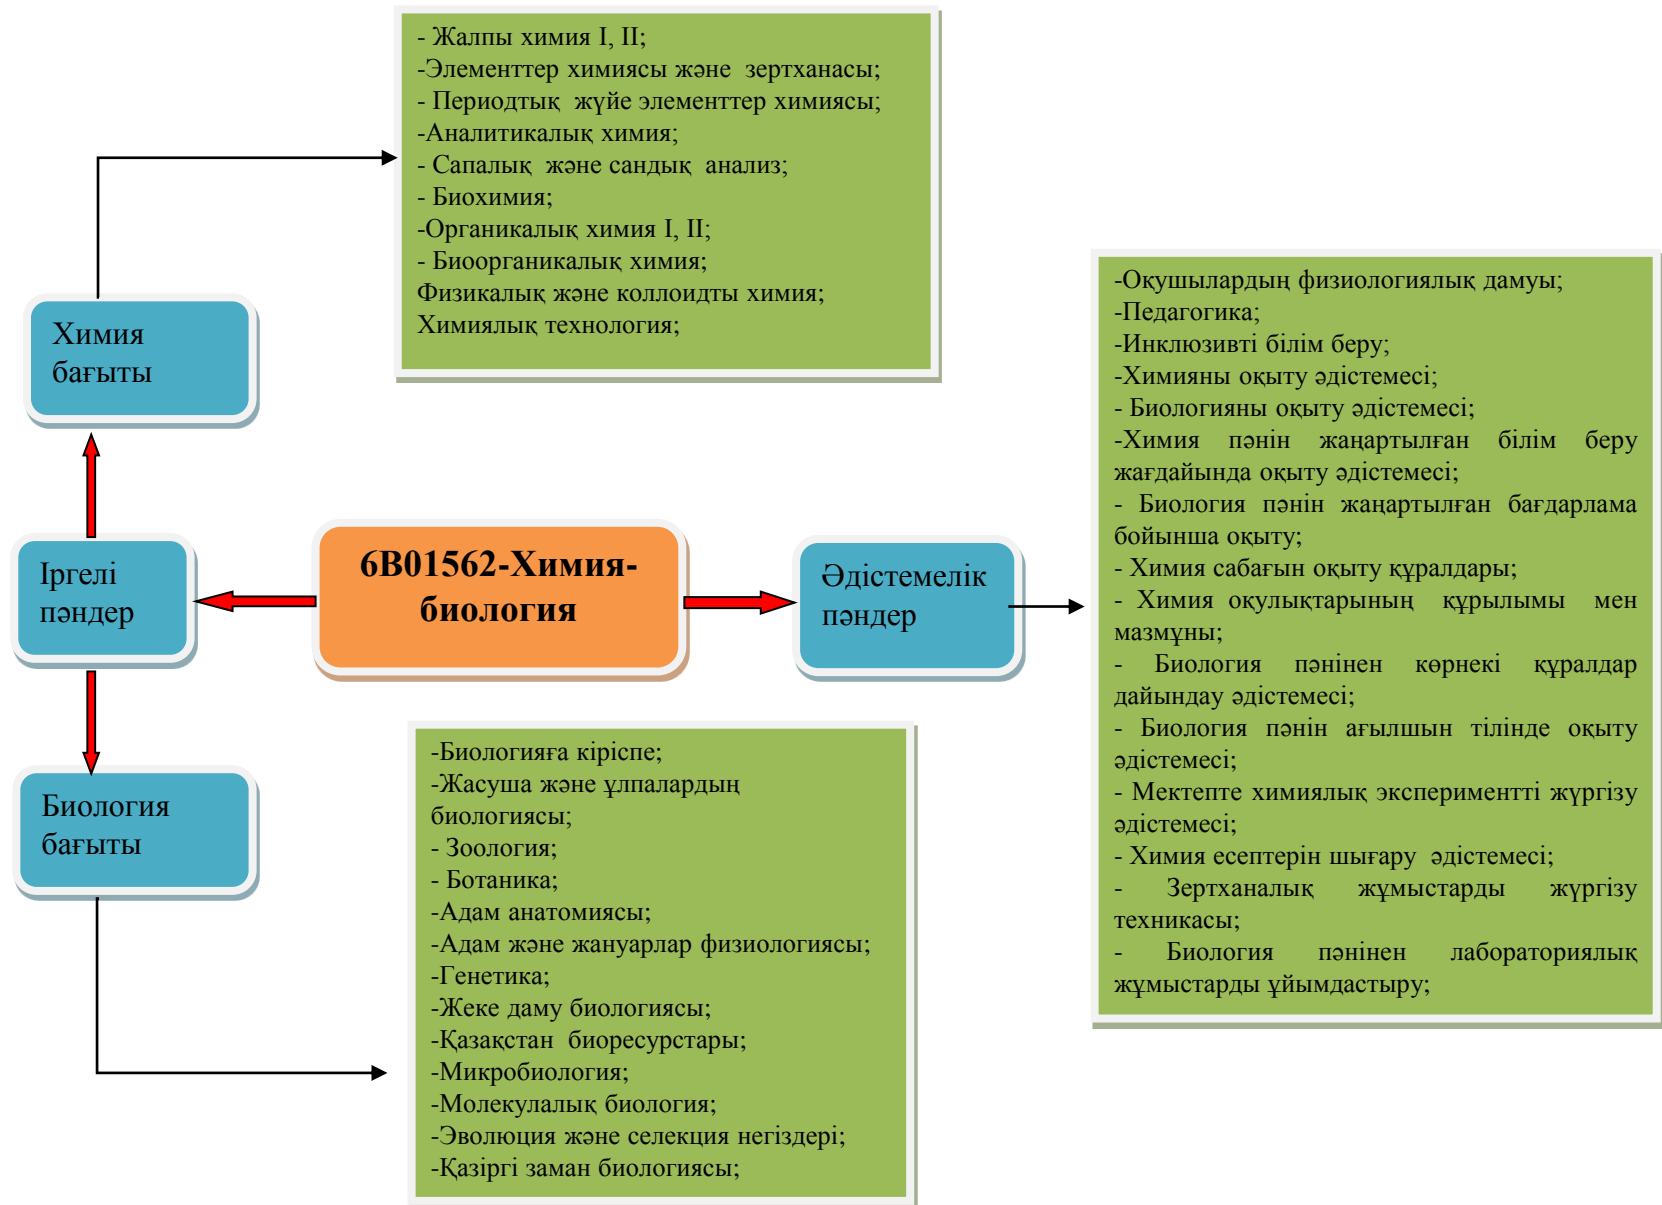 - Жалпы химия I, II;
-Элементтер химиясы және зертханасы;
- Периодтық жүйе элементтер химиясы;
-Аналитикалық химия;
- Сапалық және сандық анализ;
- Биохимия;
-Органикалық химия I, II;
- Биоорганикалық химия;
Физикалық және коллоидты химия;
Химиялық технология;
Химия
бағыты
Іргелі
пәндер
6В01562-Химия-
биология
Әдістемелік
пәндер
Биология
бағыты
-Биологияға кіріспе;
-Жасуша және ұлпалардың
биологиясы;
- Зоология;
- Ботаника;
-Адам анатомиясы;
-Адам және жануарлар физиологиясы;
-Генетика;
-Жеке даму биологиясы;
-Қазақстан биоресурстары;
-Микробиология;
-Молекулалық биология;
-Эволюция және селекция негіздері;
-Қазіргі заман биологиясы;
-Оқушылардың физиологиялық дамуы;
-Педагогика;
-Инклюзивті білім беру;
-Химияны оқыту әдістемесі;
- Биологияны оқыту әдістемесі;
-Химия пәнін жаңартылған білім беру
жағдайында оқыту әдістемесі;
- Биология пәнін жаңартылған бағдарлама
бойынша оқыту;
- Химия сабағын оқыту құралдары;
- Химия оқулықтарының құрылымы мен
мазмұны;
- Биология пәнінен көрнекі құралдар
дайындау әдістемесі;
- Биология пәнін ағылшын тілінде оқыту
әдістемесі;
- Мектепте химиялық экспериментті жүргізу
әдістемесі;
- Химия есептерін шығару әдістемесі;
- Зертханалық жұмыстарды жүргізу
техникасы;
- Биология пәнінен лабораториялық
жұмыстарды ұйымдастыру;